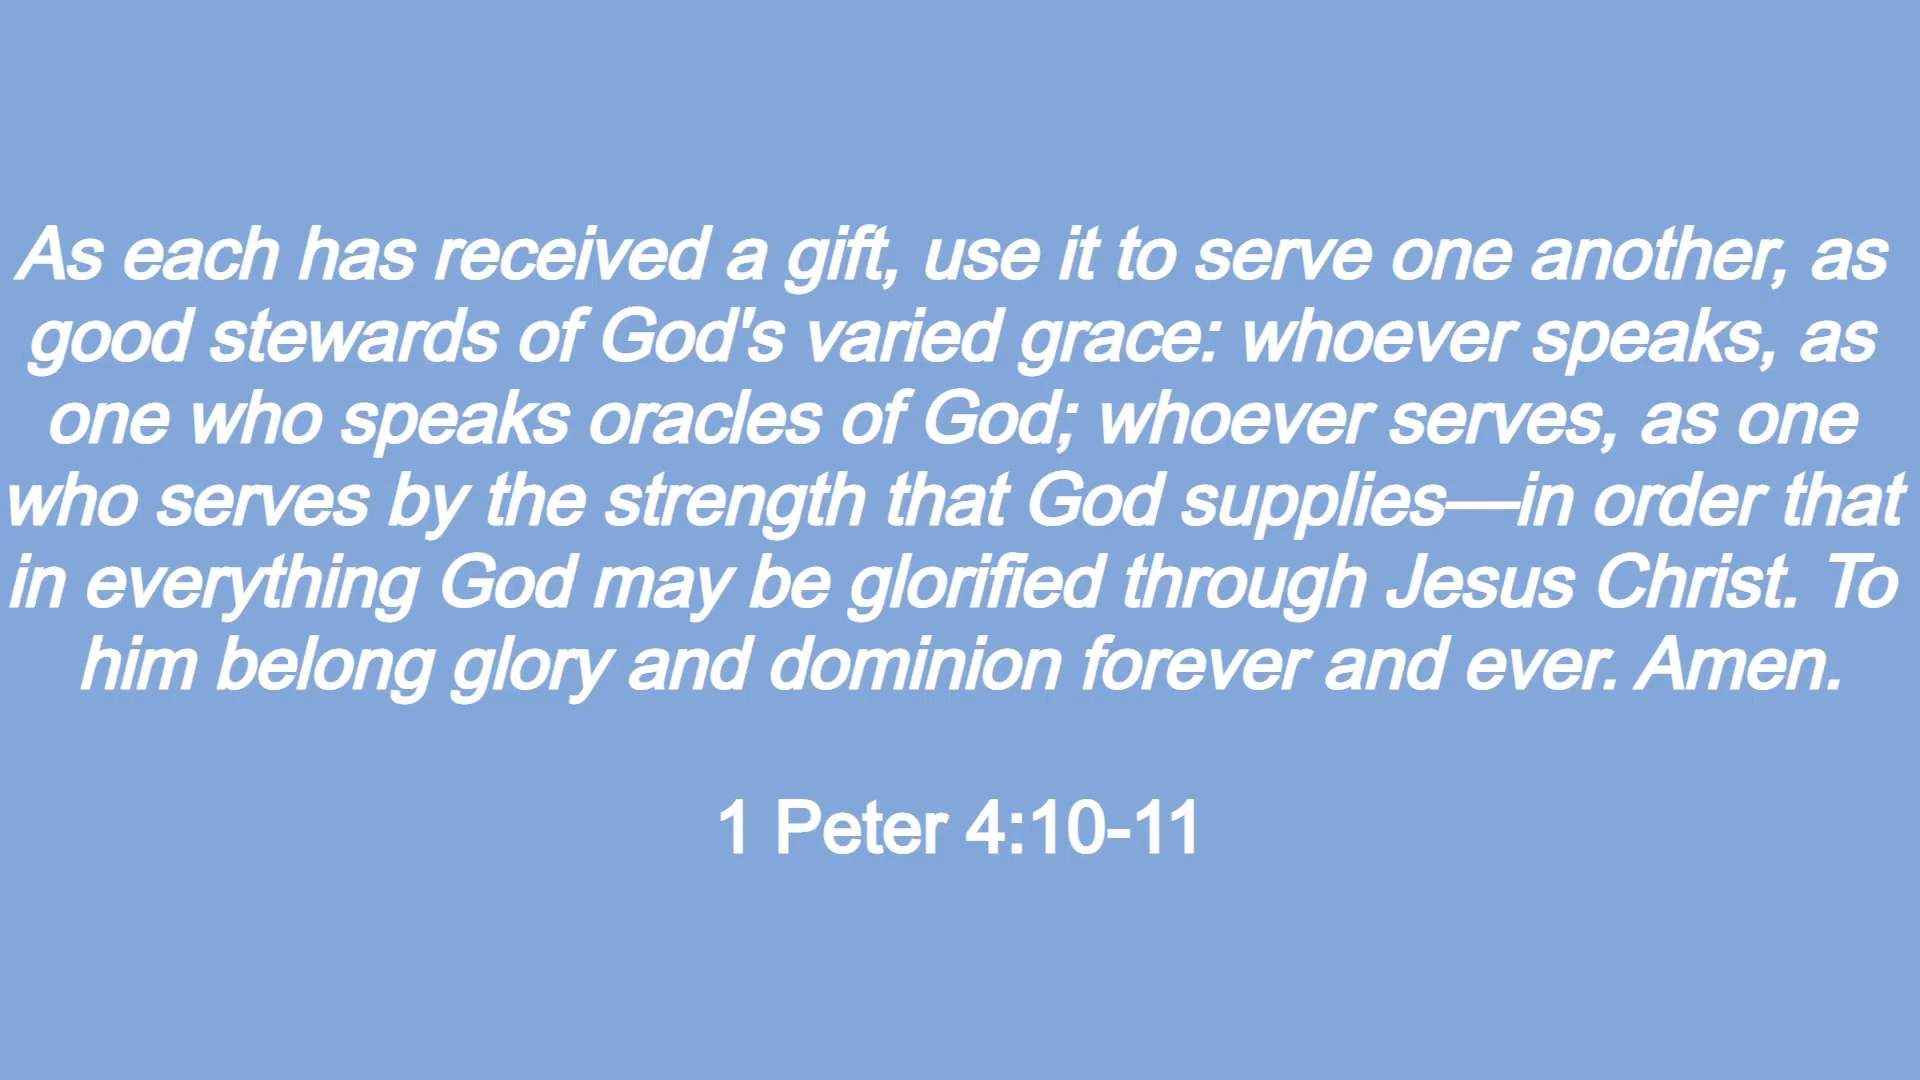 As each has received a gift, use it to serve one another, as
good stewards of God's varied grace: whoever speaks, as
one who speaks oracles of God; whoever serves, as one
who serves by the strength that God supplies—in order that
in everything God may be glorified through Jesus Christ. To
him belong glory and dominion forever and ever. Amen.
1 Peter 4:10-11